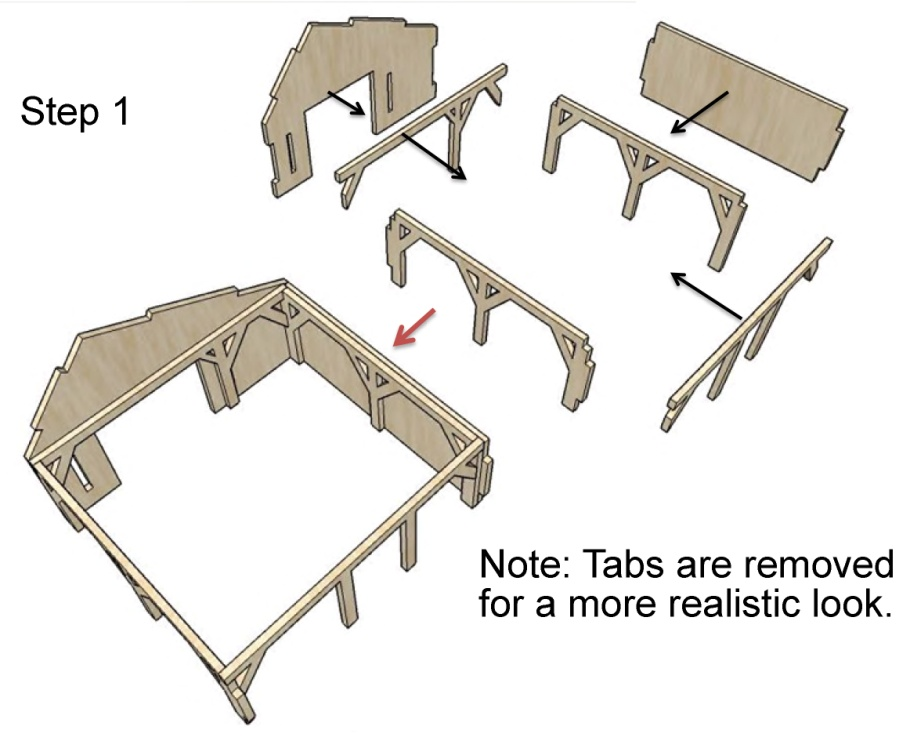 Step 1
Note: Tabs are removed
for a more realistic look.